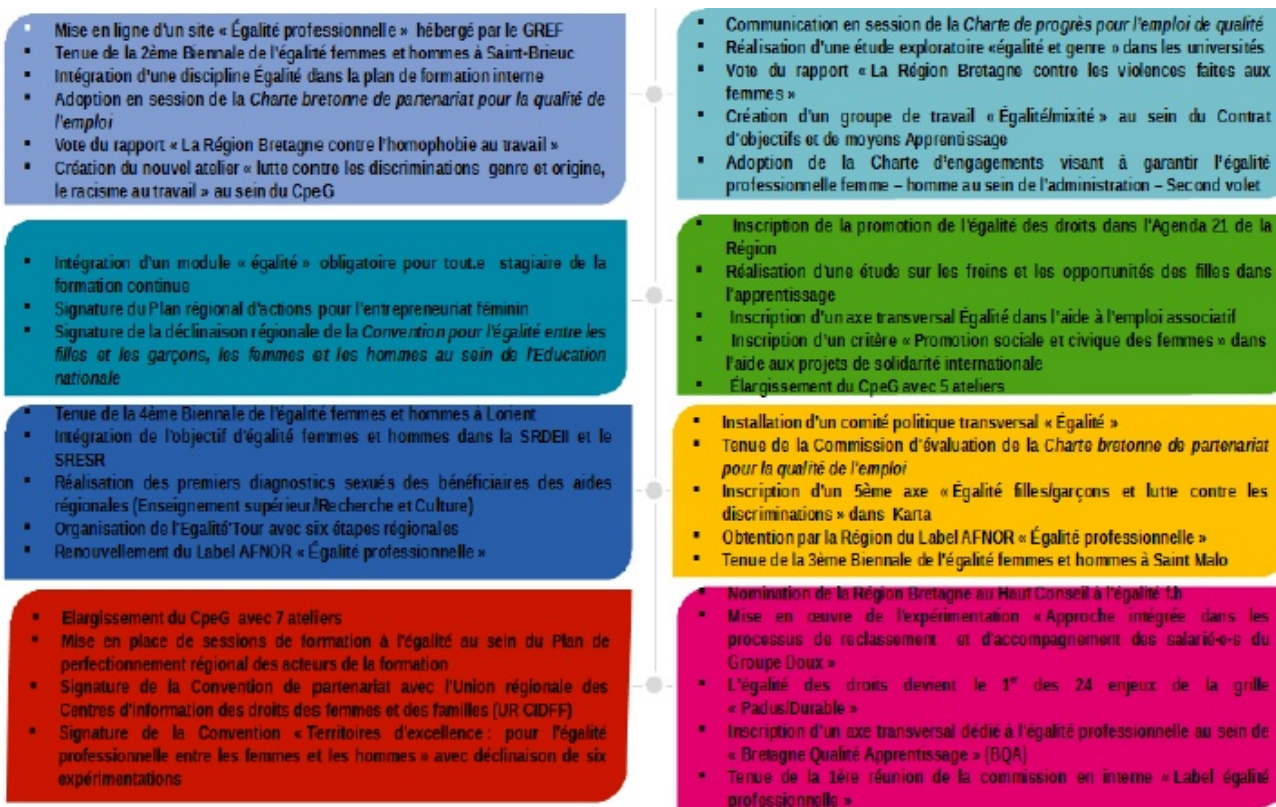 ▪ Mise en ligne d'un site « Égalité professionnelle » hébergé par le GREF
▪ Tenue de la 2ème Biennale de l'égalité femmes et hommes à Saint-Brieuc
▪ Intégration d'une discipline Égalité dans la plan de formation interne
▪ Adoption en session de la Charte bretonne de partenariat pour la qualité de
l'emploi
▪ Vote du rapport « La Région Bretagne contre l'homophobie au travail »
▪ Création du nouvel atelier « lutte contre les discriminations genre et origine,
le racisme au travail » au sein du CpeG
▪ Communication en session de la Charte de progrès pour l'emploi de qualité
▪ Réalisation d'une étude exploratoire «égalité et genre » dans les universités
▪ Vote du rapport « La Région Bretagne contre les violences faites aux
femmes »
▪ Création d'un groupe de travail « Égalité/mixité » au sein du Contrat
d'objectifs et de moyens Apprentissage
▪ Adoption de la Charte d'engagements visant à garantir l'égalité
professionnelle femme – homme au sein de l'administration – Second volet
▪ Intégration d'un module « égalité » obligatoire pour tout.e stagiaire de la
formation continue
▪ Signature du Plan régional d'actions pour l'entrepreneuriat féminin
▪ Signature de la déclinaison régionale de la Convention pour l'égalité entre les
filles et les garçons, les femmes et les hommes au sein de l'Education
nationale
▪ Inscription de la promotion de l'égalité des droits dans l'Agenda 21 de la
Région
▪ Réalisation d'une étude sur les freins et les opportunités des filles dans
l'apprentissage
▪ Inscription d'un axe transversal Égalité dans l'aide à l'emploi associatif
▪ Inscription d'un critère « Promotion sociale et civique des femmes » dans
l'aide aux projets de solidarité internationale
▪ Élargissement du CpeG avec 5 ateliers
▪ Tenue de la 4ème Biennale de l'égalité femmes et hommes à Lorient
▪ Intégration de l'objectif d'égalité femmes et hommes dans la SRDEII et le
SRESR
▪ Réalisation des premiers diagnostics sexués des bénéficiaires des aides
régionales (Enseignement supérieur/Recherche et Culture)
▪ Organisation de l'Egalité'Tour avec six étapes régionales
▪ Renouvellement du Label AFNOR « Égalité professionnelle »
▪ Installation d'un comité politique transversal « Égalité »
▪ Tenue de la Commission d'évaluation de la Charte bretonne de partenariat
pour la qualité de l'emploi
▪ Inscription d'un 5ème axe « Égalité filles/garçons et lutte contre les
discriminations » dans Karta
▪ Obtention par la Région du Label AFNOR « Égalité professionnelle »
▪ Tenue de la 3ème Biennale de l'égalité femmes et hommes à Saint Malo
▪ Elargissement du CpeG avec 7 ateliers
▪ Mise en place de sessions de formation à l'égalité au sein du Plan de
perfectionnement régional des acteurs de la formation
▪ Signature de la Convention de partenariat avec l'Union régionale des
Centres d'Information des droits des femmes et des familles (UR CIDFF)
▪ Signature de la Convention « Territoires d'excellence : pour l'égalité
professionnelle entre les femmes et les hommes » avec déclinaison de six
expérimentations
▪ Nomination de la Région Bretagne au Haut Conseil à l'égalité f.h
▪ Mise en œuvre de l'expérimentation « Approche intégrée dans les
processus de reclassement et d'accompagnement des salarié-e-s du
Groupe Doux »
▪ L'égalité des droits devient le 1er des 24 enjeux de la grille
« Padus/Durable »
▪ Inscription d'un axe transversal dédié à l'égalité professionnelle au sein de
« Bretagne Qualité Apprentissage » (BQA)
▪ Tenue de la 1ère réunion de la commission en interne « Label égalité
professionnelle »